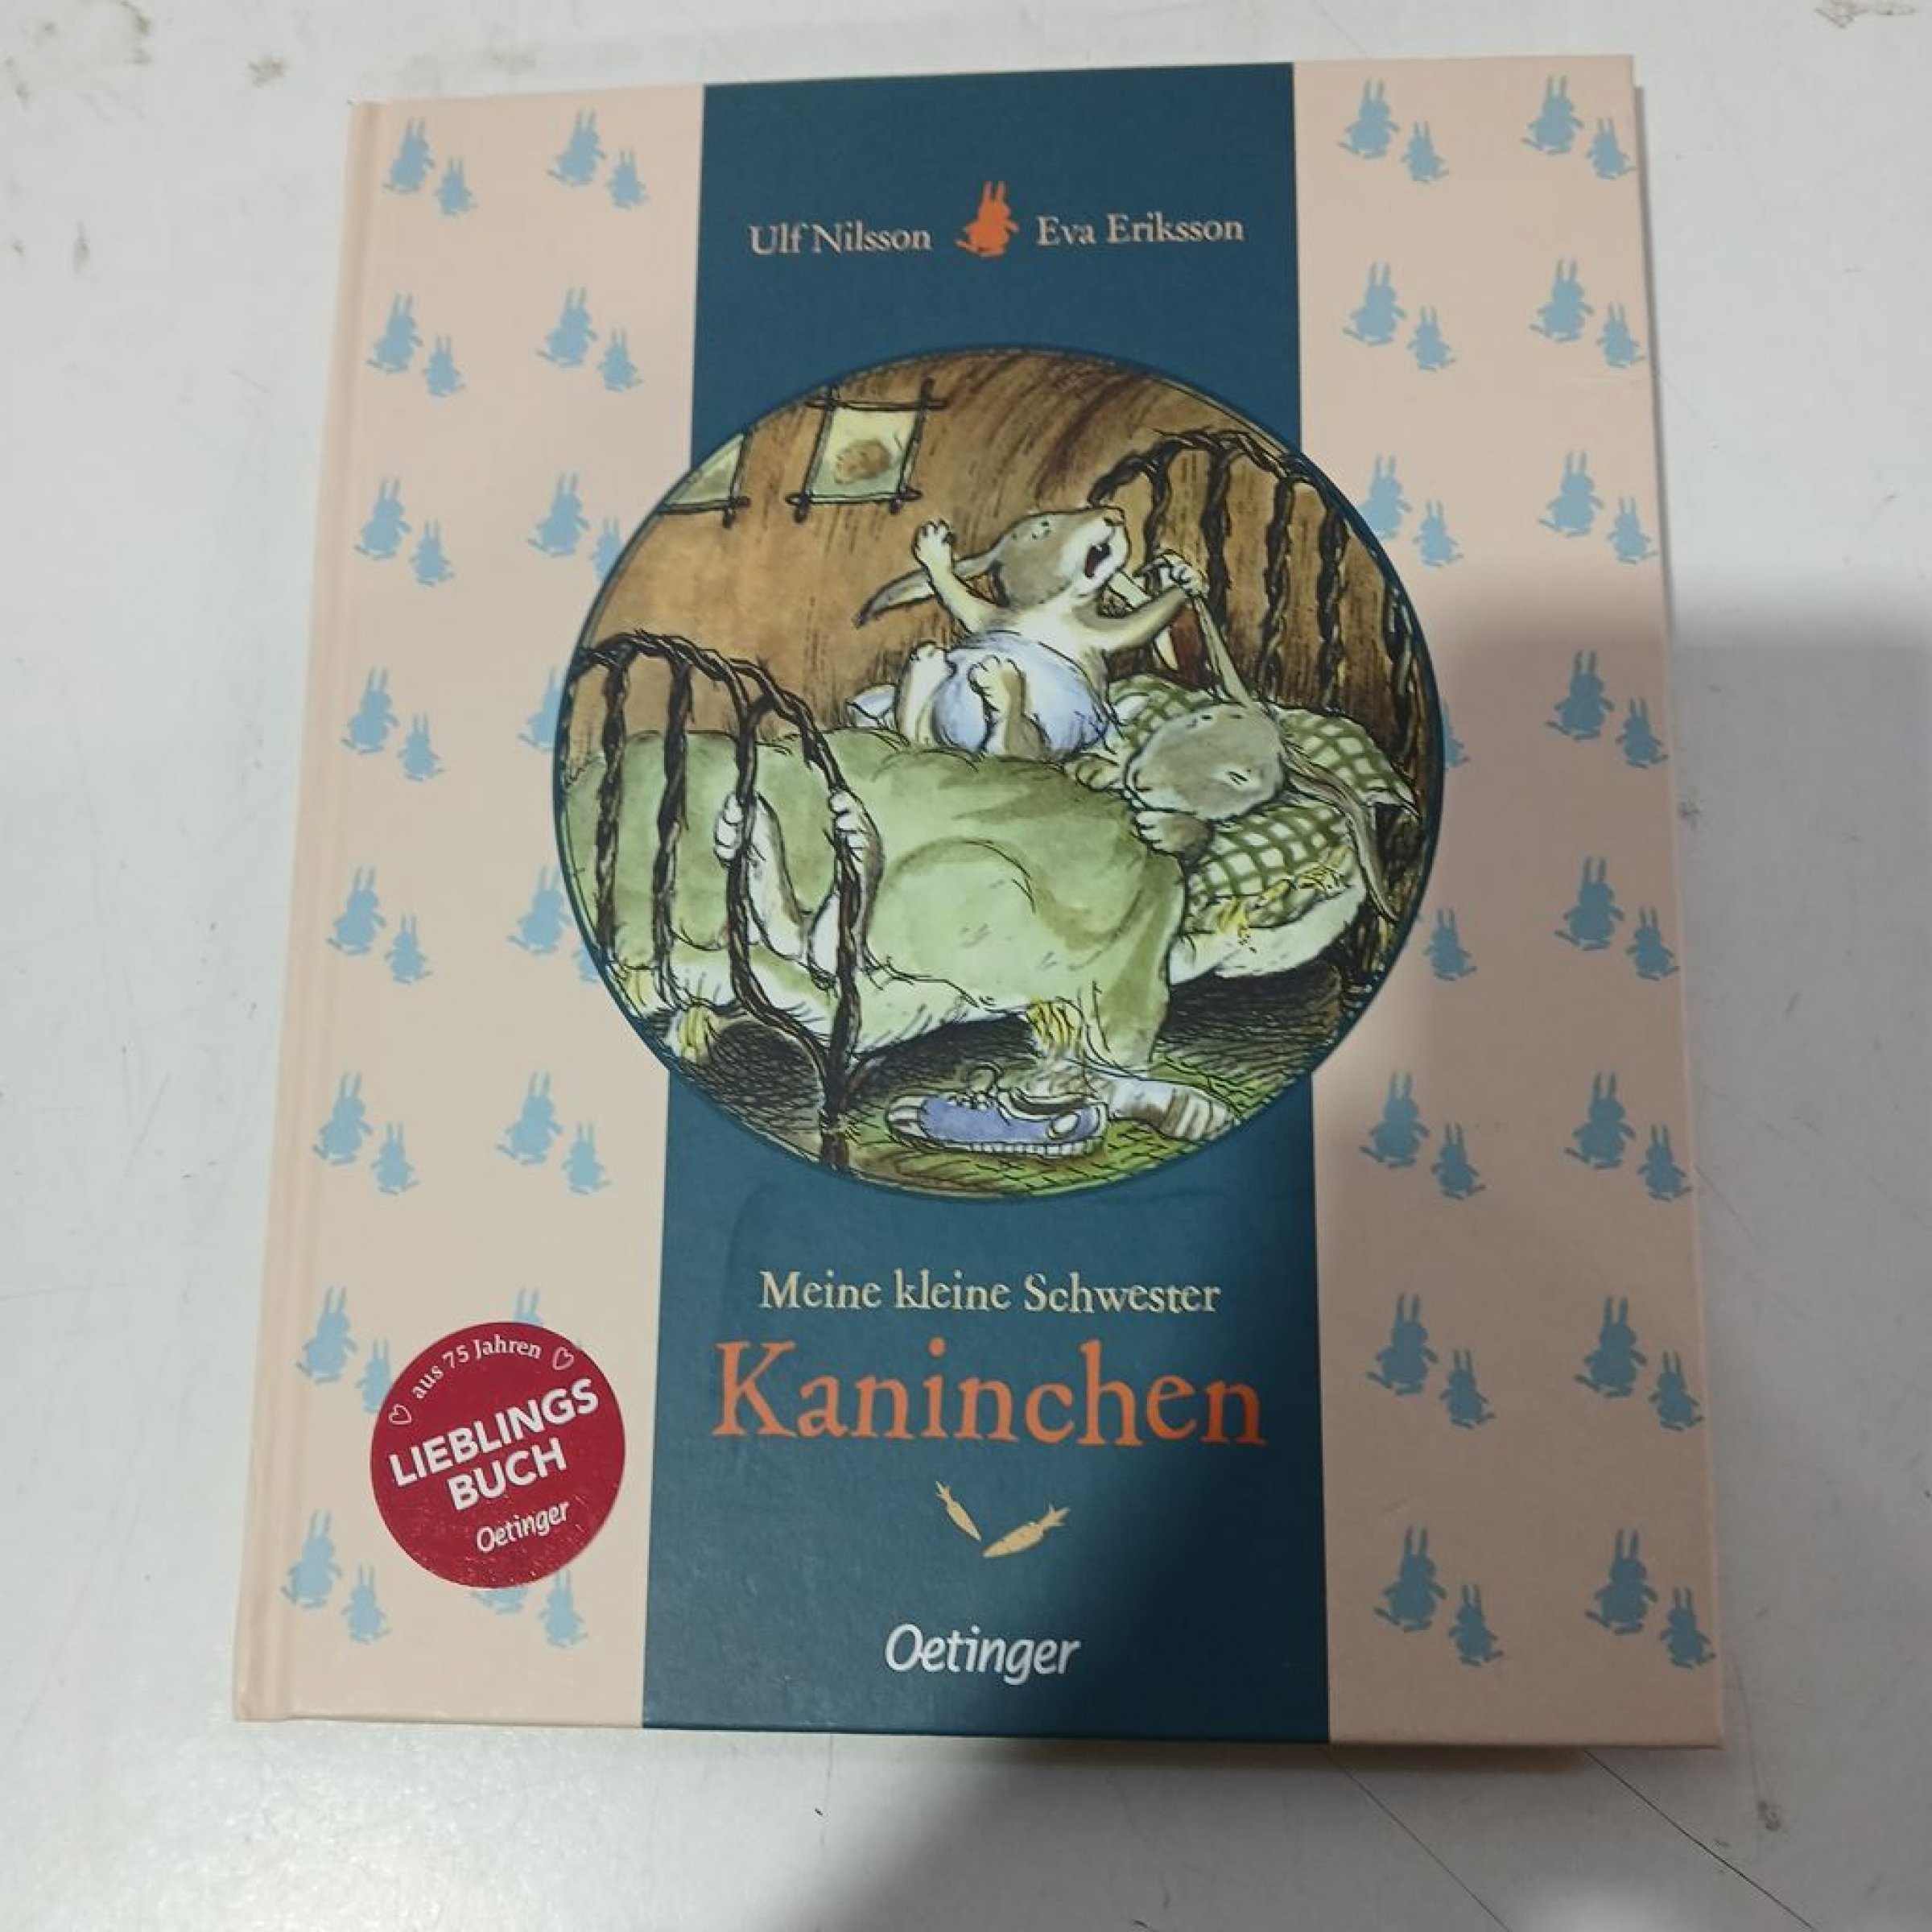 Ulf Nilsson Eva Eriksson
Meine kleine Schwester
Kaninchen
aus 75 Jahren
LIEBLINGS
BUCH
Oetinger
Oetinger